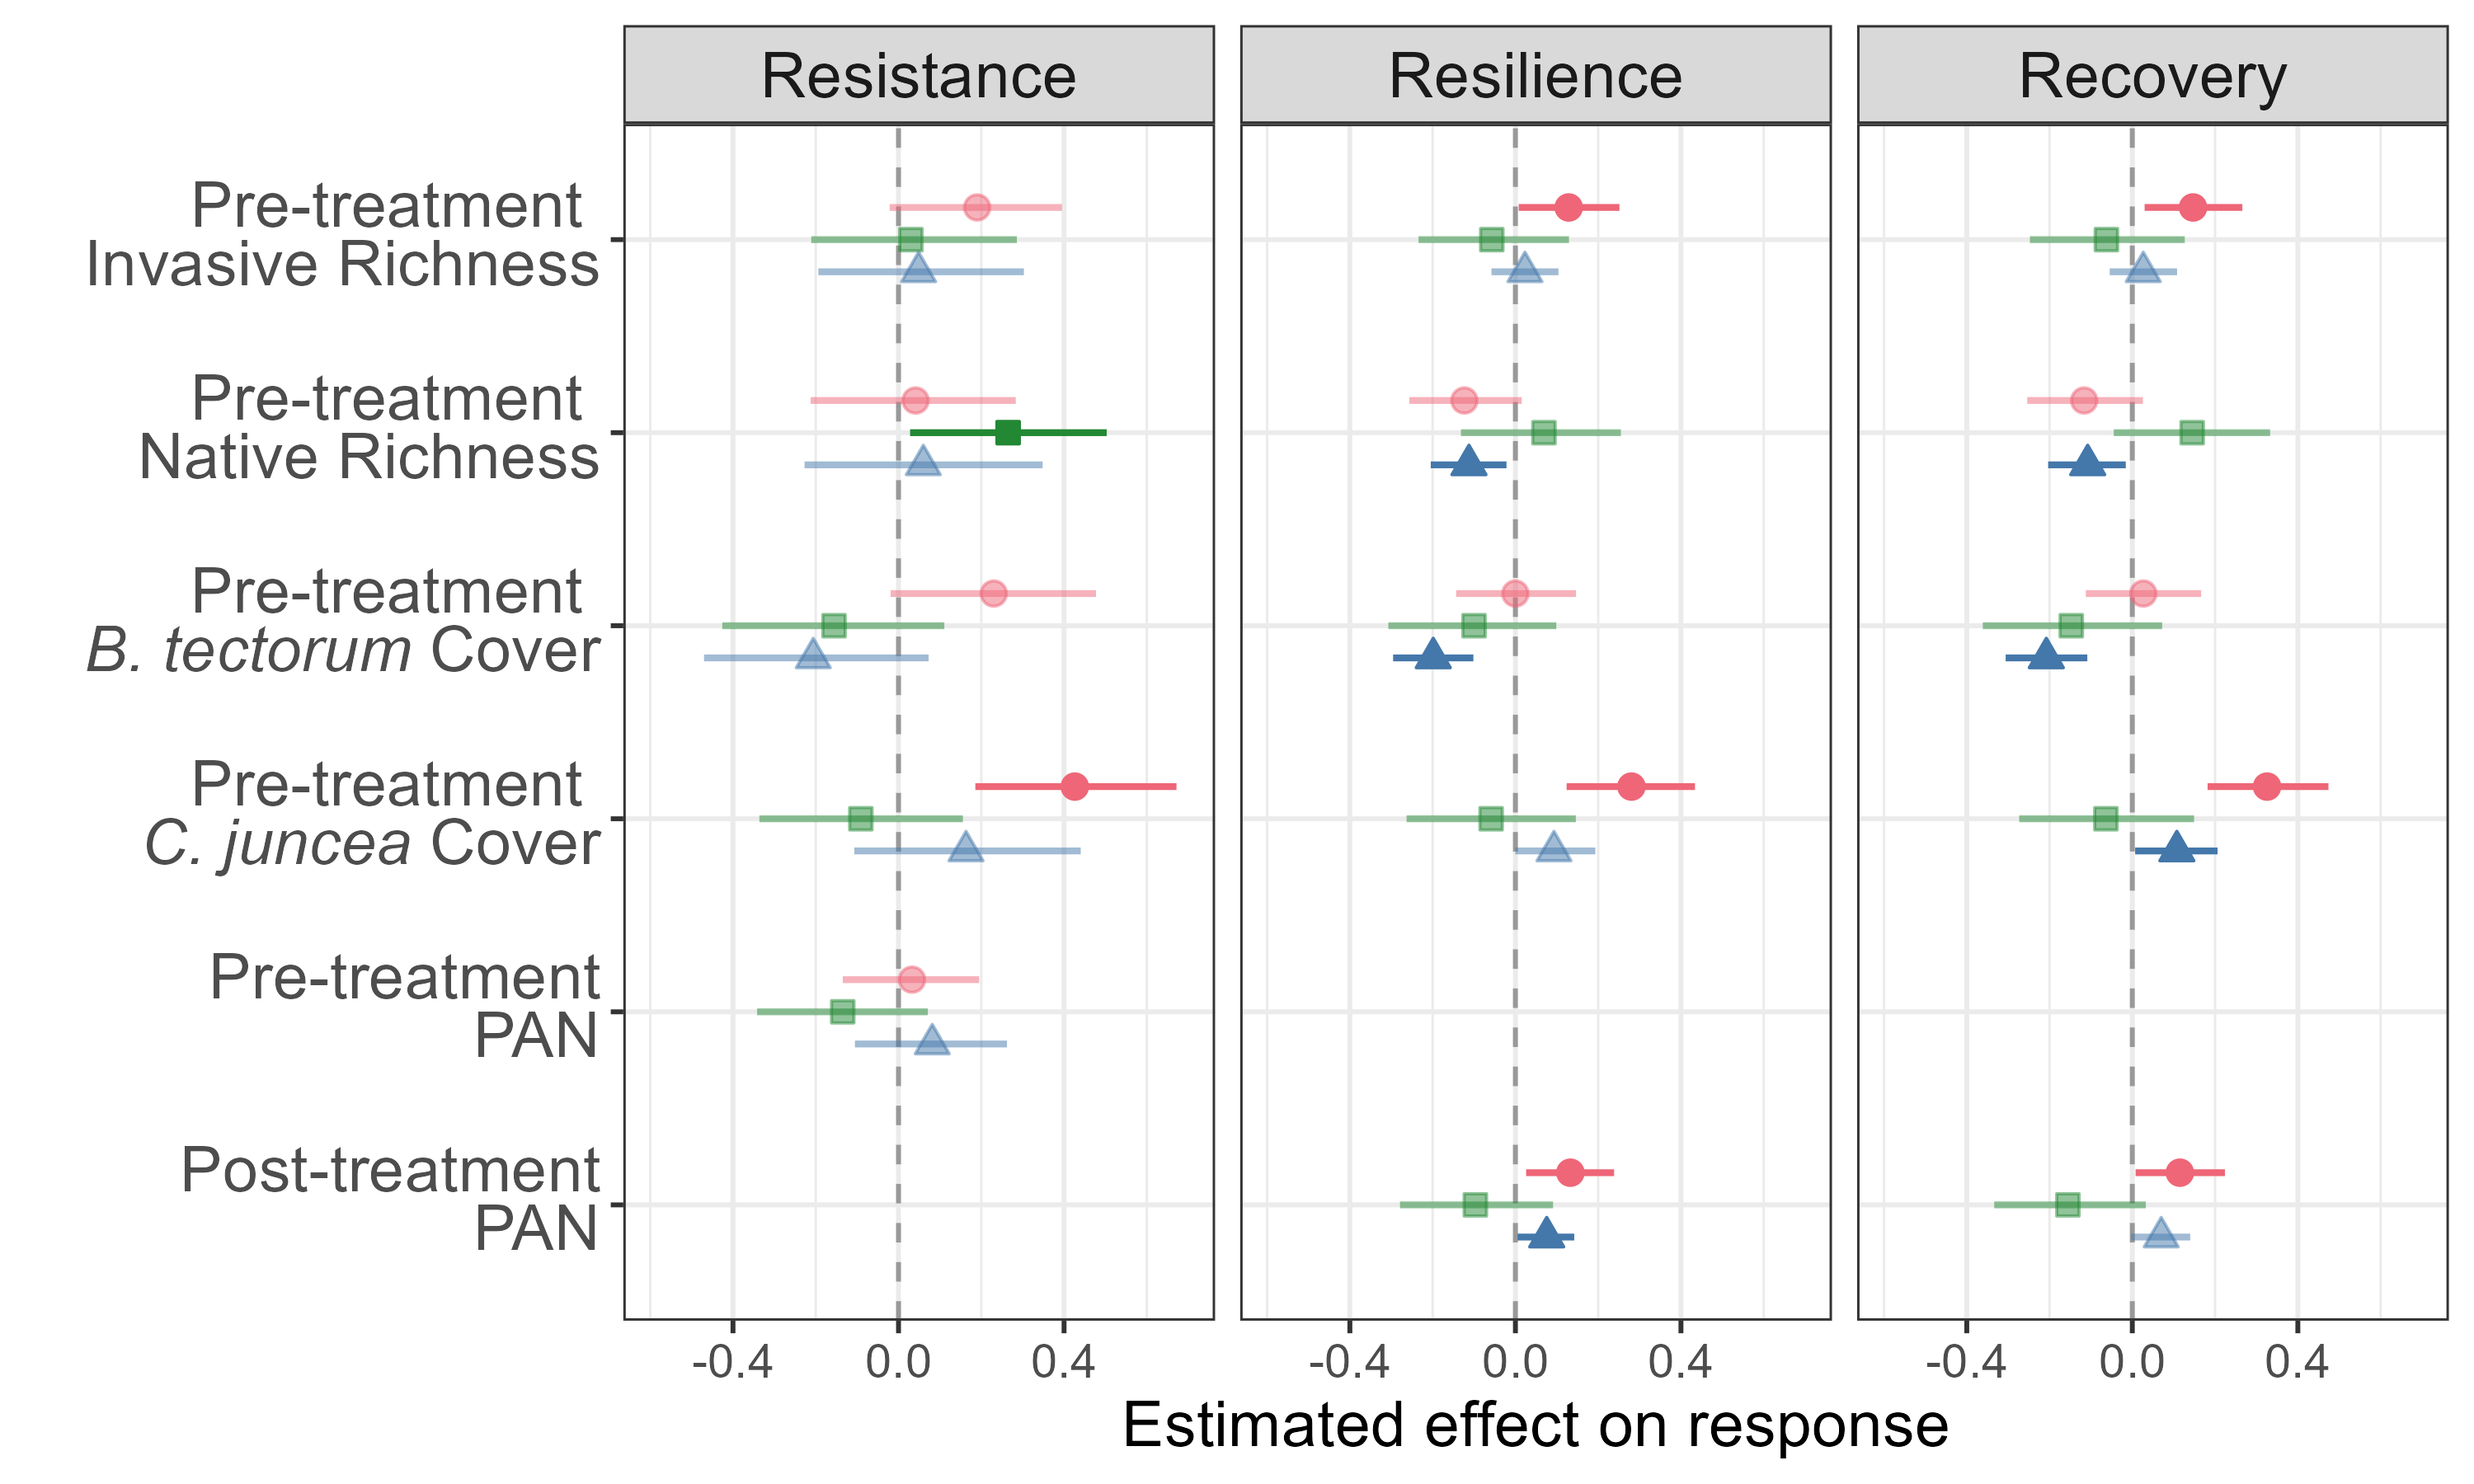 Resistance
Resilience
Recovery
Pre-treatment
Invasive Richness
Pre-treatment
Native Richness
Pre-treatment
B. tectorum Cover
Pre-treatment
C. juncea Cover
Pre-treatment
PAN
Post-treatment
PAN
-0.4 0.0 0.4
-0.4 0.0 0.4
-0.4 0.0 0.4
Estimated effect on response